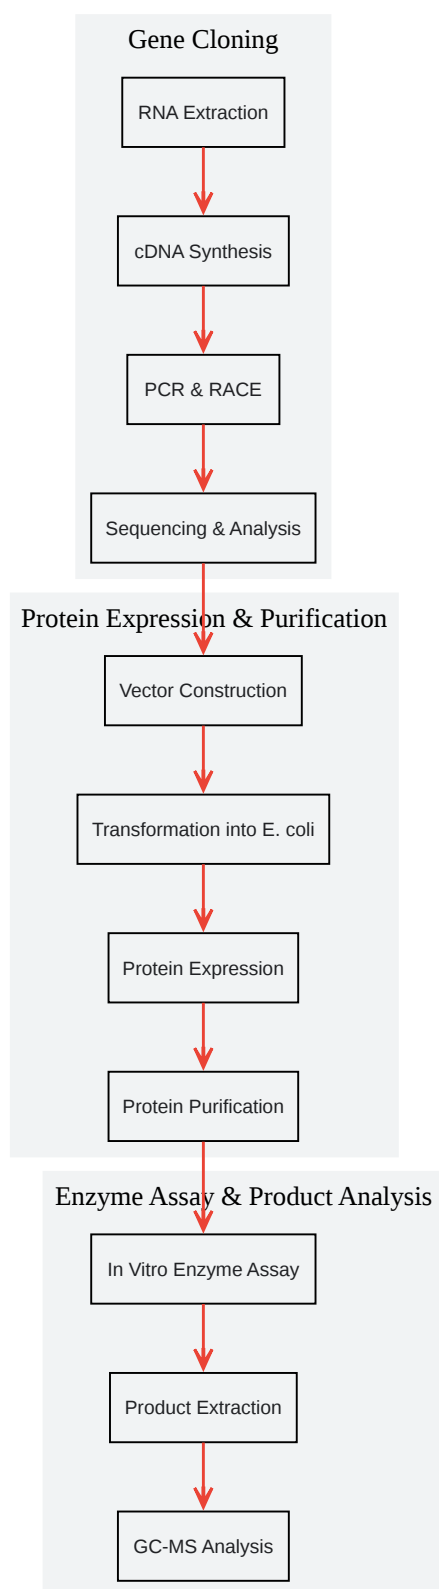 Gene Cloning
RNA Extraction
cDNA Synthesis
PCR & RACE
Sequencing & Analysis
Protein Expression & Purification
Vector Construction
Transformation into E. coli
Protein Expression
Protein Purification
Enzyme Assay & Product Analysis
In Vitro Enzyme Assay
Product Extraction
GC-MS Analysis